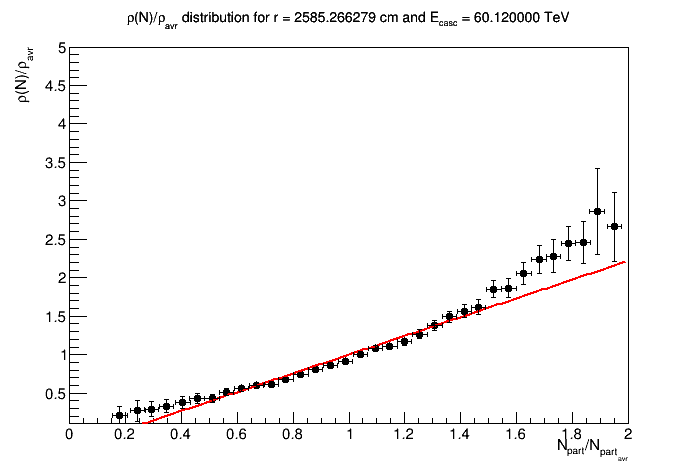 ρ(N)/ρavr distribution for r = 2585.266279 cm and Ecasc = 60.120000 TeV
ρ(N)/ρavr
5
4.5
4
3.5
3
2.5
2
1.5
1
0.5
0 0.2 0.4 0.6 0.8 1 1.2 1.4 1.6 1.8 2
Npart/Npartavr